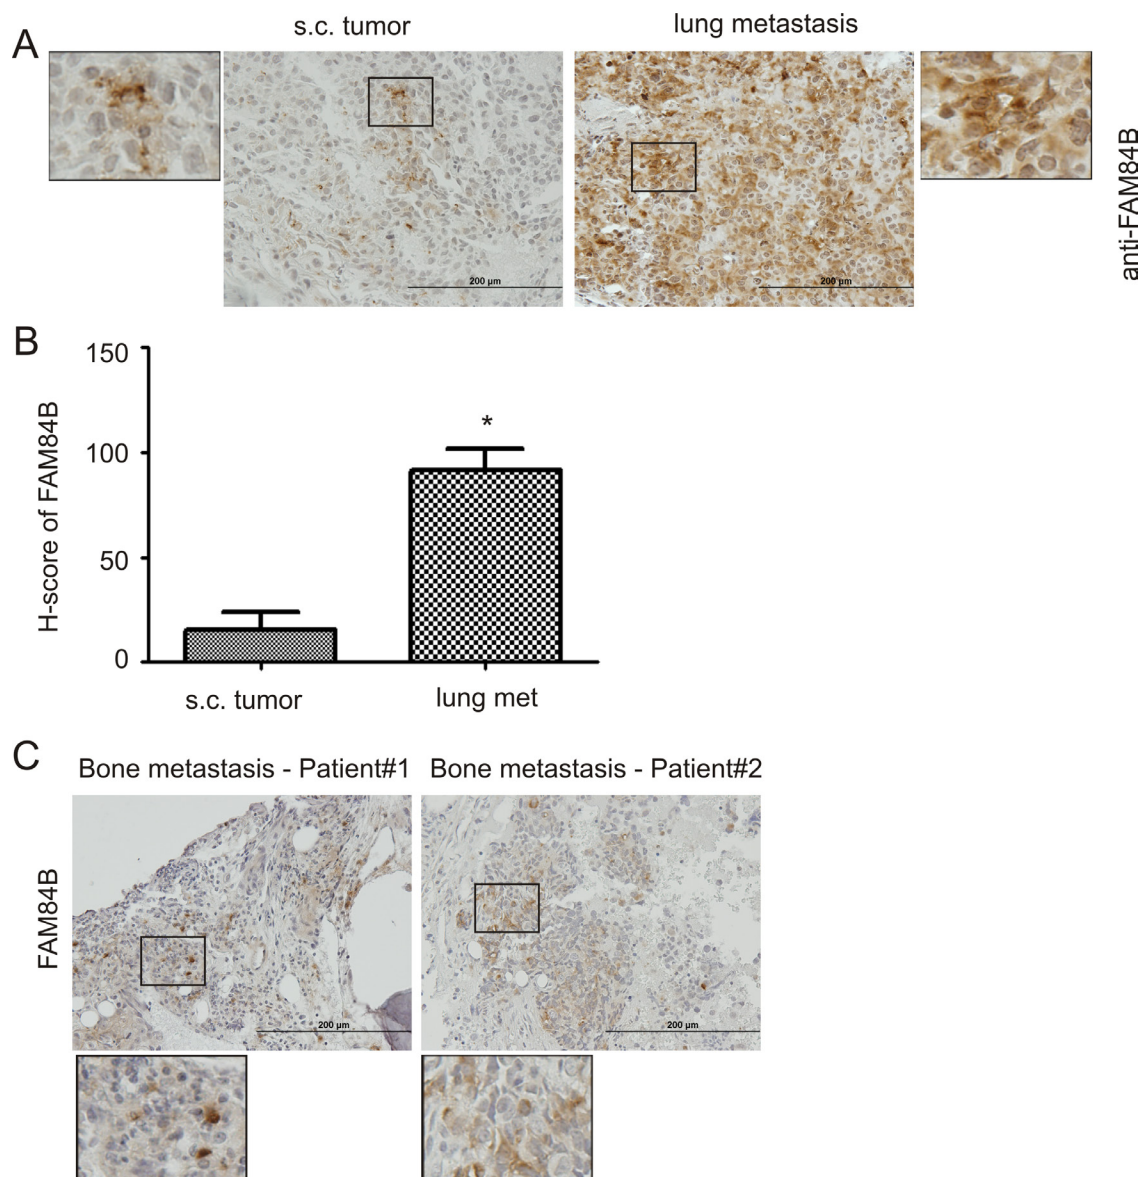 A
s.c. tumor
lung metastasis
200 µm
200 µm
anti-FAM84B
B
150
100
50
0
H-score of FAM84B
*
s.c. tumor
lung met
C
Bone metastasis - Patient#1
Bone metastasis - Patient#2
FAM84B
200 µm
200 µm